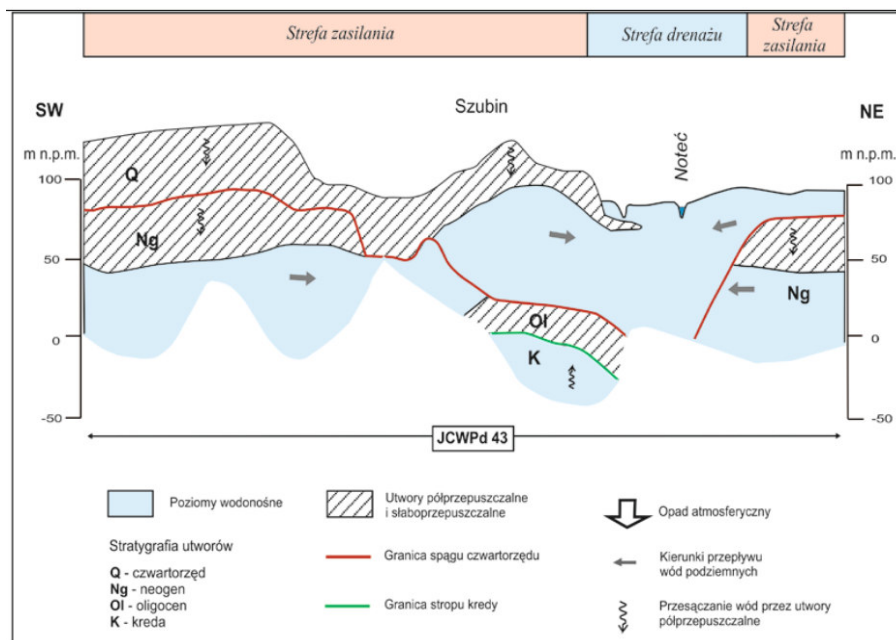 Strefa zasilania
Strefa drenażu
Strefa
zasilania
SW
Szubin
Noteć
NE
m n.p.m.
m n.p.m.
Q
100
100
Ng
50
50
Ng
Ol
0
0
K
-50
-50
JCWPd 43
Poziomy wodonośne
Utwory półprzepuszczalne
i słaboprzepuszczalne
Opad atmosferyczny
Stratygrafia utworów
Q - czwartorzęd
Ng - neogen
Ol - oligocen
K - kreda
Granica spągu czwartorzędu
Granica stropu kredy
Kierunki przepływu
wód podziemnych
Przesączanie wód przez utwory
półprzepuszczalne